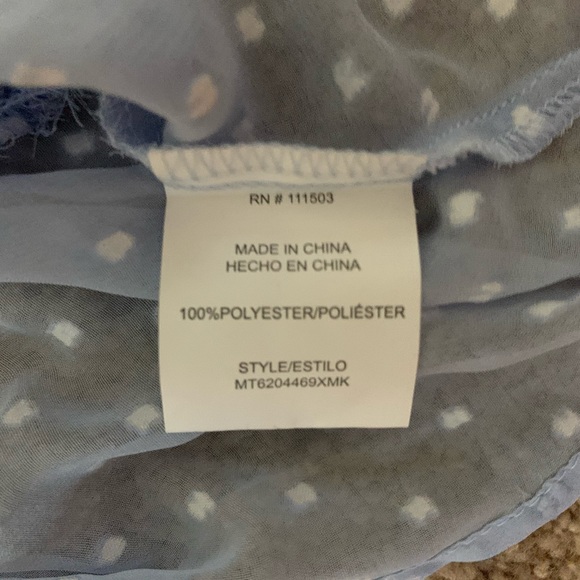 RN # 111503
MADE IN CHINA
HECHO EN CHINA
100%POLYESTER/POLIÉSTER
STYLE/ESTILO
MT6204469XMK